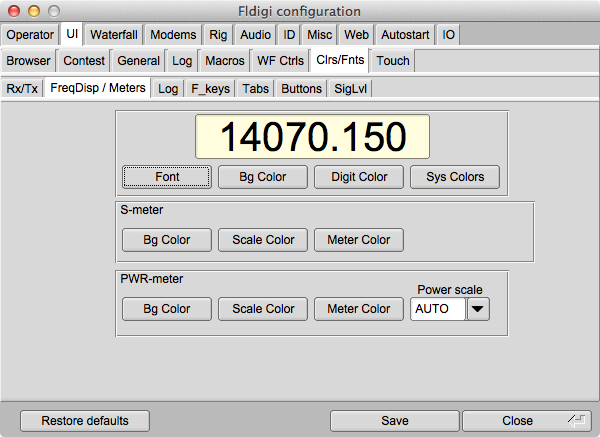 Fldigi configuration
Operator UI Waterfall Modems Rig Audio ID Misc Web Autostart IO
Browser Contest General Log Macros WF Ctrls Clrs/Fnts Touch
Rx/Tx FreqDisp / Meters Log F_keys Tabs Buttons SigLvl
14070.150
Font Bg Color Digit Color Sys Colors
S-meter
Bg Color Scale Color Meter Color
PWR-meter
Power scale
Bg Color Scale Color Meter Color AUTO
Restore defaults Save Close